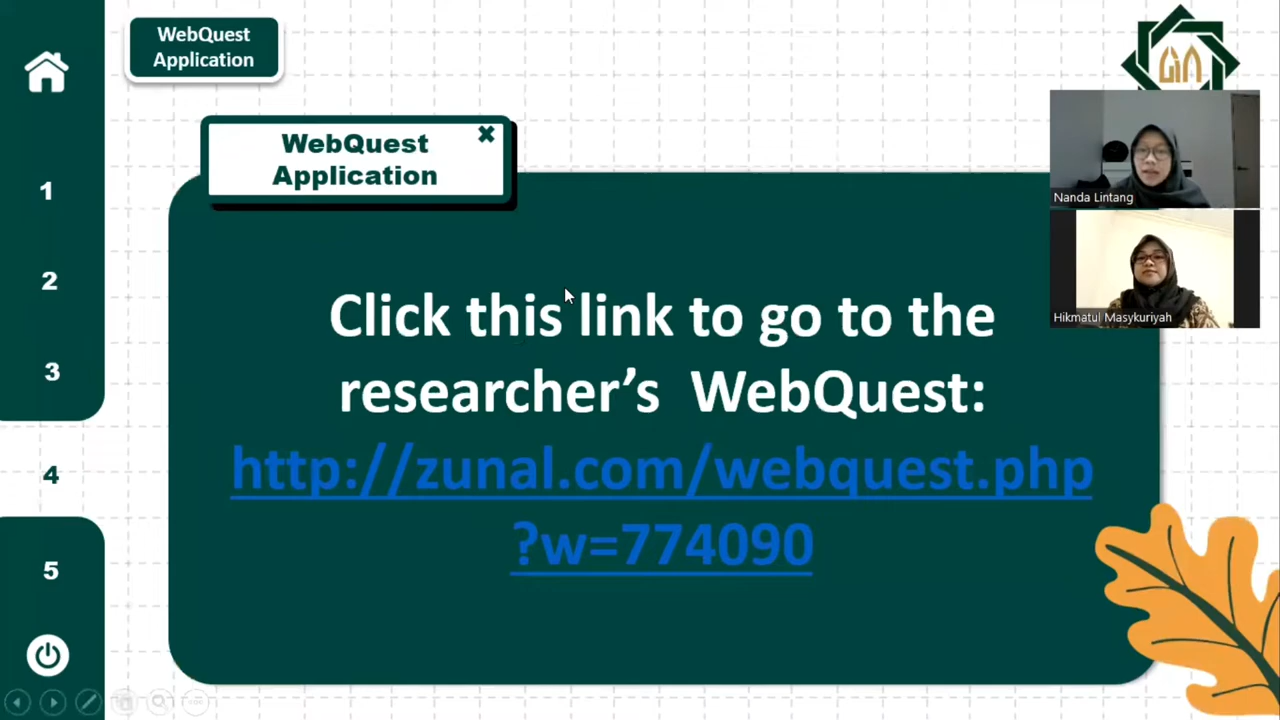 WebQuest
Application
WebQuest
Application
1
2
3
4
5
Click this link to go to the
researcher’s WebQuest:
http://zunal.com/webquest.php
?w=774090
Nanda Lintang
Hikmatul Masykuriyah